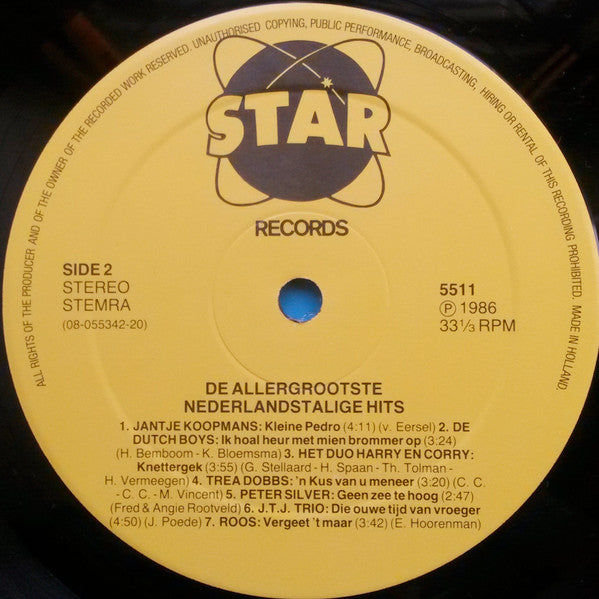 ALL RIGHTS OF THE PRODUCER AND OF THE OWNER OF THE RECORDED WORK RESERVED. UNAUTHORISED COPYING, PUBLIC PERFORMANCE, BROADCASTING, HIRING OR RENTAL OF THIS RECORDING PROHIBITED. MADE IN HOLLAND.
STAR
RECORDS
SIDE 2
STEREO
STEMRA
(08-055342-20)
5511
Ⓟ 1986
33⅓ RPM
DE ALLERGROOTSTE
NEDERLANDSTALIGE HITS
1. JANTJE KOOPMANS: Kleine Pedro (4:11) (v. Eersel) 2. DE
DUTCH BOYS: Ik hoal heur met mien brommer op (3:24)
(H. Bemboom - K. Bloemsma) 3. HET DUO HARRY EN CORRY:
Knettergek (3:55) (G. Stellaard - H. Spaan - Th. Tolman -
H. Vermeegen) 4. TREA DOBBS: 'n Kus van u meneer (3:20) (C. C.
- C. C. - M. Vincent) 5. PETER SILVER: Geen zee te hoog (2:47)
(Fred & Angie Rootveld) 6. J.T.J. TRIO: Die ouwe tijd van vroeger
(4:50) (J. Poede) 7. ROOS: Vergeet 't maar (3:42) (E. Hoorenman)